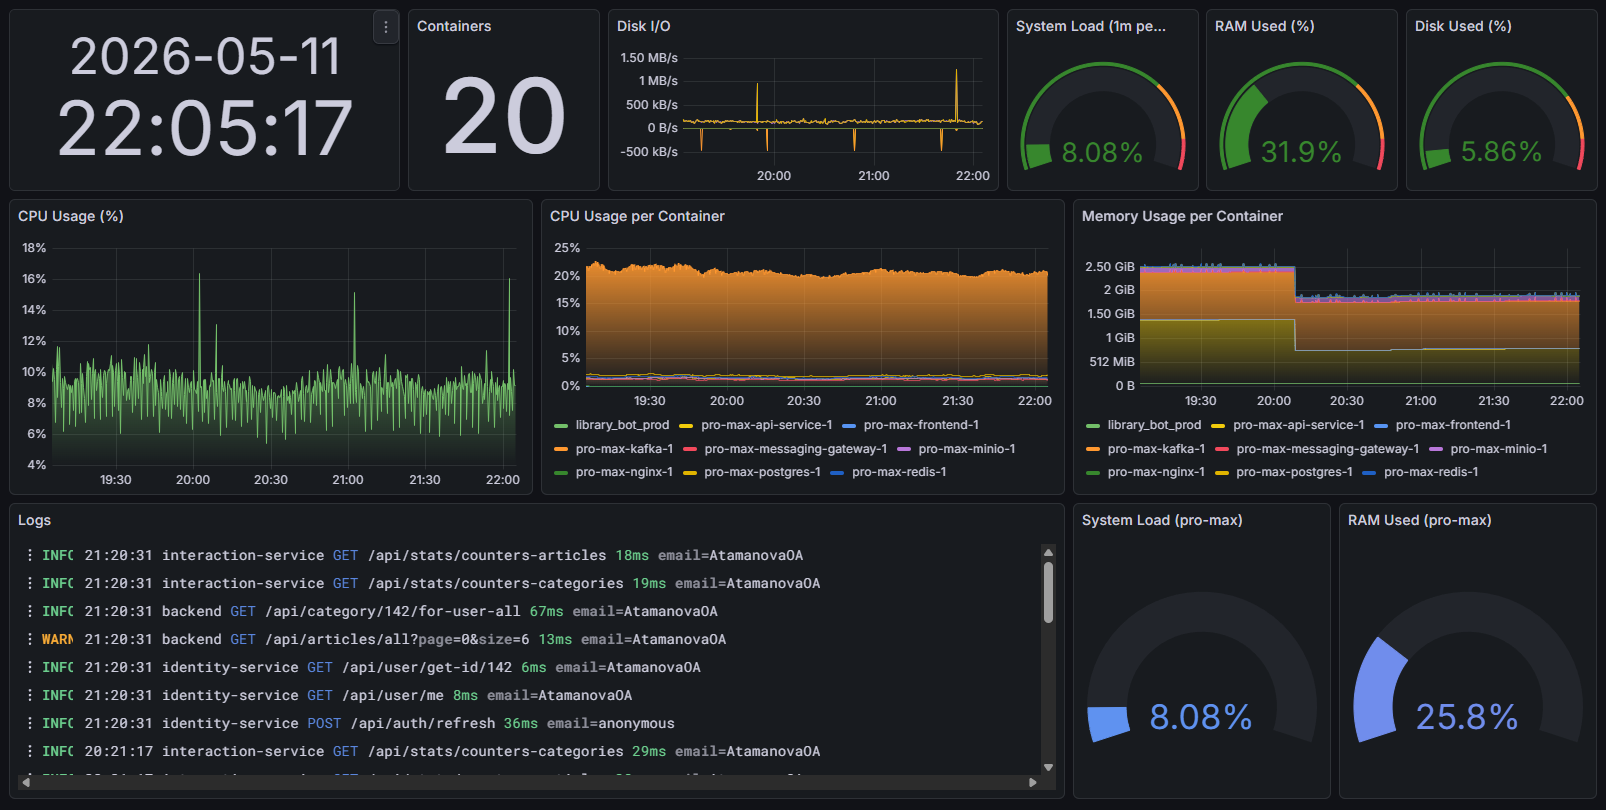 2026-05-11
22:05:17
Containers
20
Disk I/O
1.50 MB/s
1 MB/s
500 kB/s
0 B/s
-500 kB/s
20:00 21:00 22:00
System Load (1m pe...
8.08%
RAM Used (%)
31.9%
Disk Used (%)
5.86%
CPU Usage (%)
18%
16%
14%
12%
10%
8%
6%
4%
19:30 20:00 20:30 21:00 21:30 22:00
CPU Usage per Container
25%
20%
15%
10%
5%
0%
19:30 20:00 20:30 21:00 21:30 22:00
library_bot_prod pro-max-api-service-1 pro-max-frontend-1
pro-max-kafka-1 pro-max-messaging-gateway-1 pro-max-minio-1
pro-max-nginx-1 pro-max-postgres-1 pro-max-redis-1
Memory Usage per Container
2.50 GiB
2 GiB
1.50 GiB
1 GiB
512 MiB
0 B
19:30 20:00 20:30 21:00 21:30 22:00
library_bot_prod pro-max-api-service-1 pro-max-frontend-1
pro-max-kafka-1 pro-max-messaging-gateway-1 pro-max-minio-1
pro-max-nginx-1 pro-max-postgres-1 pro-max-redis-1
Logs
INFO 21:20:31 interaction-service GET /api/stats/counters-articles 18ms email=AtamanovaOA
INFO 21:20:31 interaction-service GET /api/stats/counters-categories 19ms email=AtamanovaOA
INFO 21:20:31 backend GET /api/category/142/for-user-all 67ms email=AtamanovaOA
WARN 21:20:31 backend GET /api/articles/all?page=0&size=6 13ms email=AtamanovaOA
INFO 21:20:31 identity-service GET /api/user/get-id/142 6ms email=AtamanovaOA
INFO 21:20:31 identity-service GET /api/user/me 8ms email=AtamanovaOA
INFO 21:20:31 identity-service POST /api/auth/refresh 36ms email=anonymous
INFO 20:21:17 interaction-service GET /api/stats/counters-categories 29ms email=AtamanovaOA
System Load (pro-max)
8.08%
RAM Used (pro-max)
25.8%